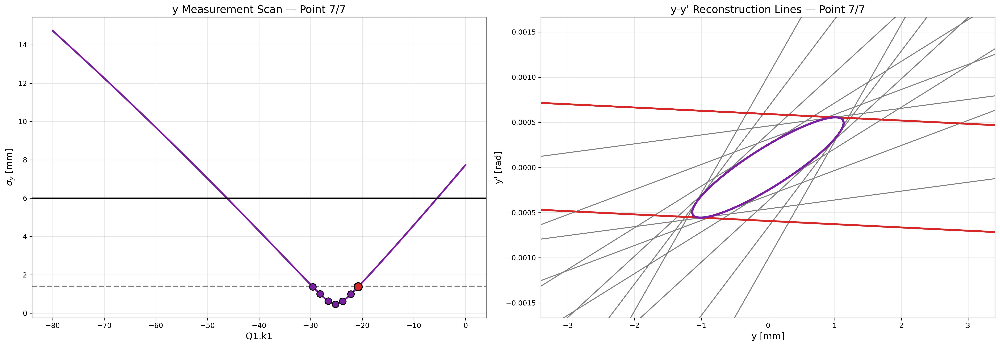 y Measurement Scan — Point 7/7
σy [mm]
14
12
10
8
6
4
2
0
−80 −70 −60 −50 −40 −30 −20 −10 0
Q1.k1
y-y' Reconstruction Lines — Point 7/7
y' [rad]
0.0015
0.0010
0.0005
0.0000
−0.0005
−0.0010
−0.0015
−3 −2 −1 0 1 2 3
y [mm]